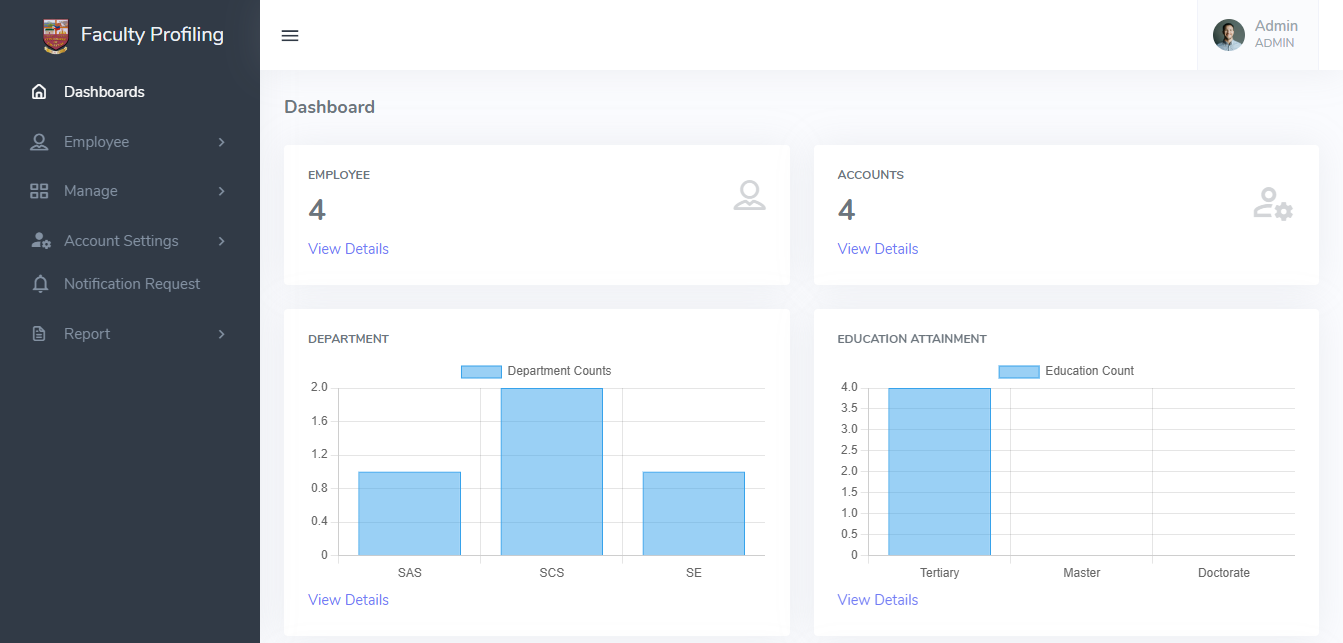 Faculty Profiling
Dashboards
Employee
Manage
Account Settings
Notification Request
Report
Admin
ADMIN
Dashboard
EMPLOYEE
4
View Details
ACCOUNTS
4
View Details
DEPARTMENT
Department Counts
2.0
1.6
1.2
0.8
0.4
0
SAS SCS SE
View Details
EDUCATION ATTAINMENT
Education Count
4.0
3.5
3.0
2.5
2.0
1.5
1.0
0.5
0
Tertiary Master Doctorate
View Details